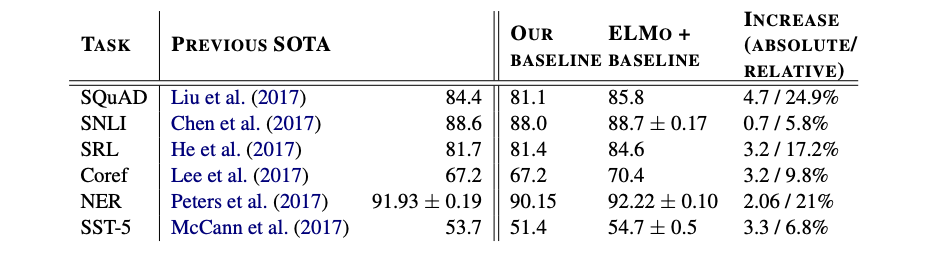 TASK PREVIOUS SOTA OUR BASELINE ELMO + BASELINE INCREASE (ABSOLUTE/ RELATIVE)
SQuAD Liu et al. (2017) 84.4 81.1 85.8 4.7 / 24.9%
SNLI Chen et al. (2017) 88.6 88.0 88.7 ± 0.17 0.7 / 5.8%
SRL He et al. (2017) 81.7 81.4 84.6 3.2 / 17.2%
Coref Lee et al. (2017) 67.2 67.2 70.4 3.2 / 9.8%
NER Peters et al. (2017) 91.93 ± 0.19 90.15 92.22 ± 0.10 2.06 / 21%
SST-5 McCann et al. (2017) 53.7 51.4 54.7 ± 0.5 3.3 / 6.8%